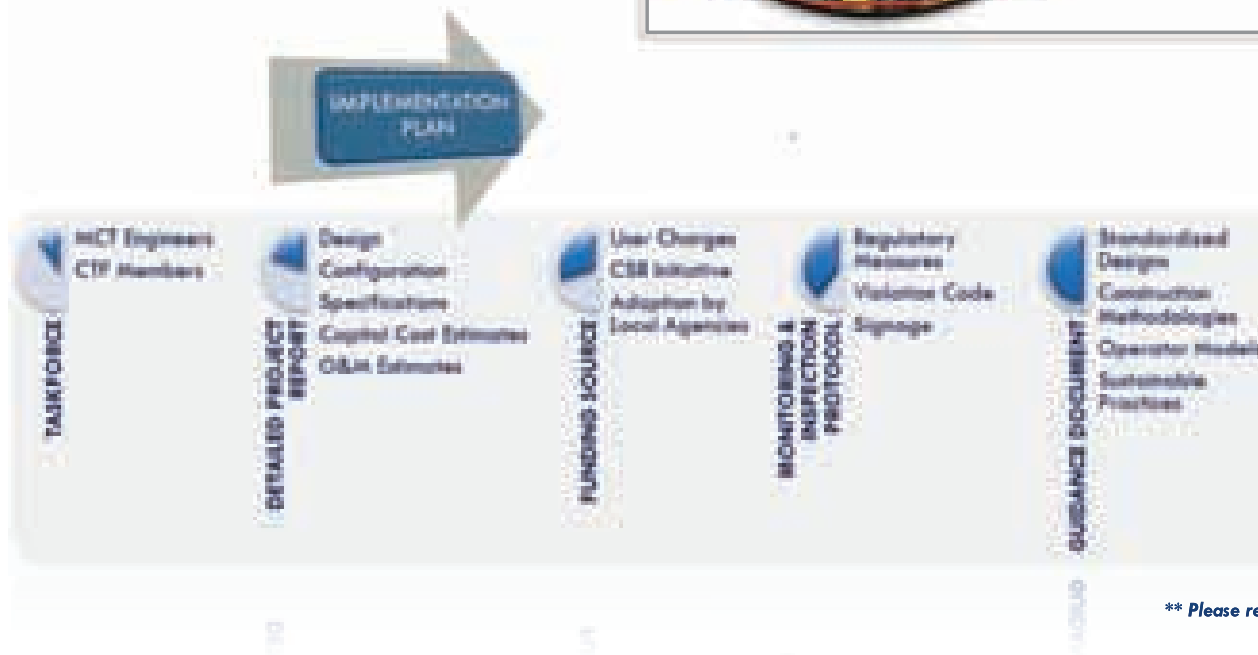 IMPLEMENTATION
PLAN
TASKFORCE
MCT Engineers
CTF Members
DETAILED PROJECT
REPORT
Design
Configuration
Specifications
Capital Cost Estimates
O&M Estimates
FUNDING SOURCE
User Charges
CSR Initiative
Adoption by
Local Agencies
MONITORING &
INSPECTION
PROTOCOL
Regulatory
Measures
Violation Code
Signage
GUIDANCE DOCUMENT
Standardized
Designs
Construction
Methodologies
Operator Models
Sustainable
Practices
** Please re